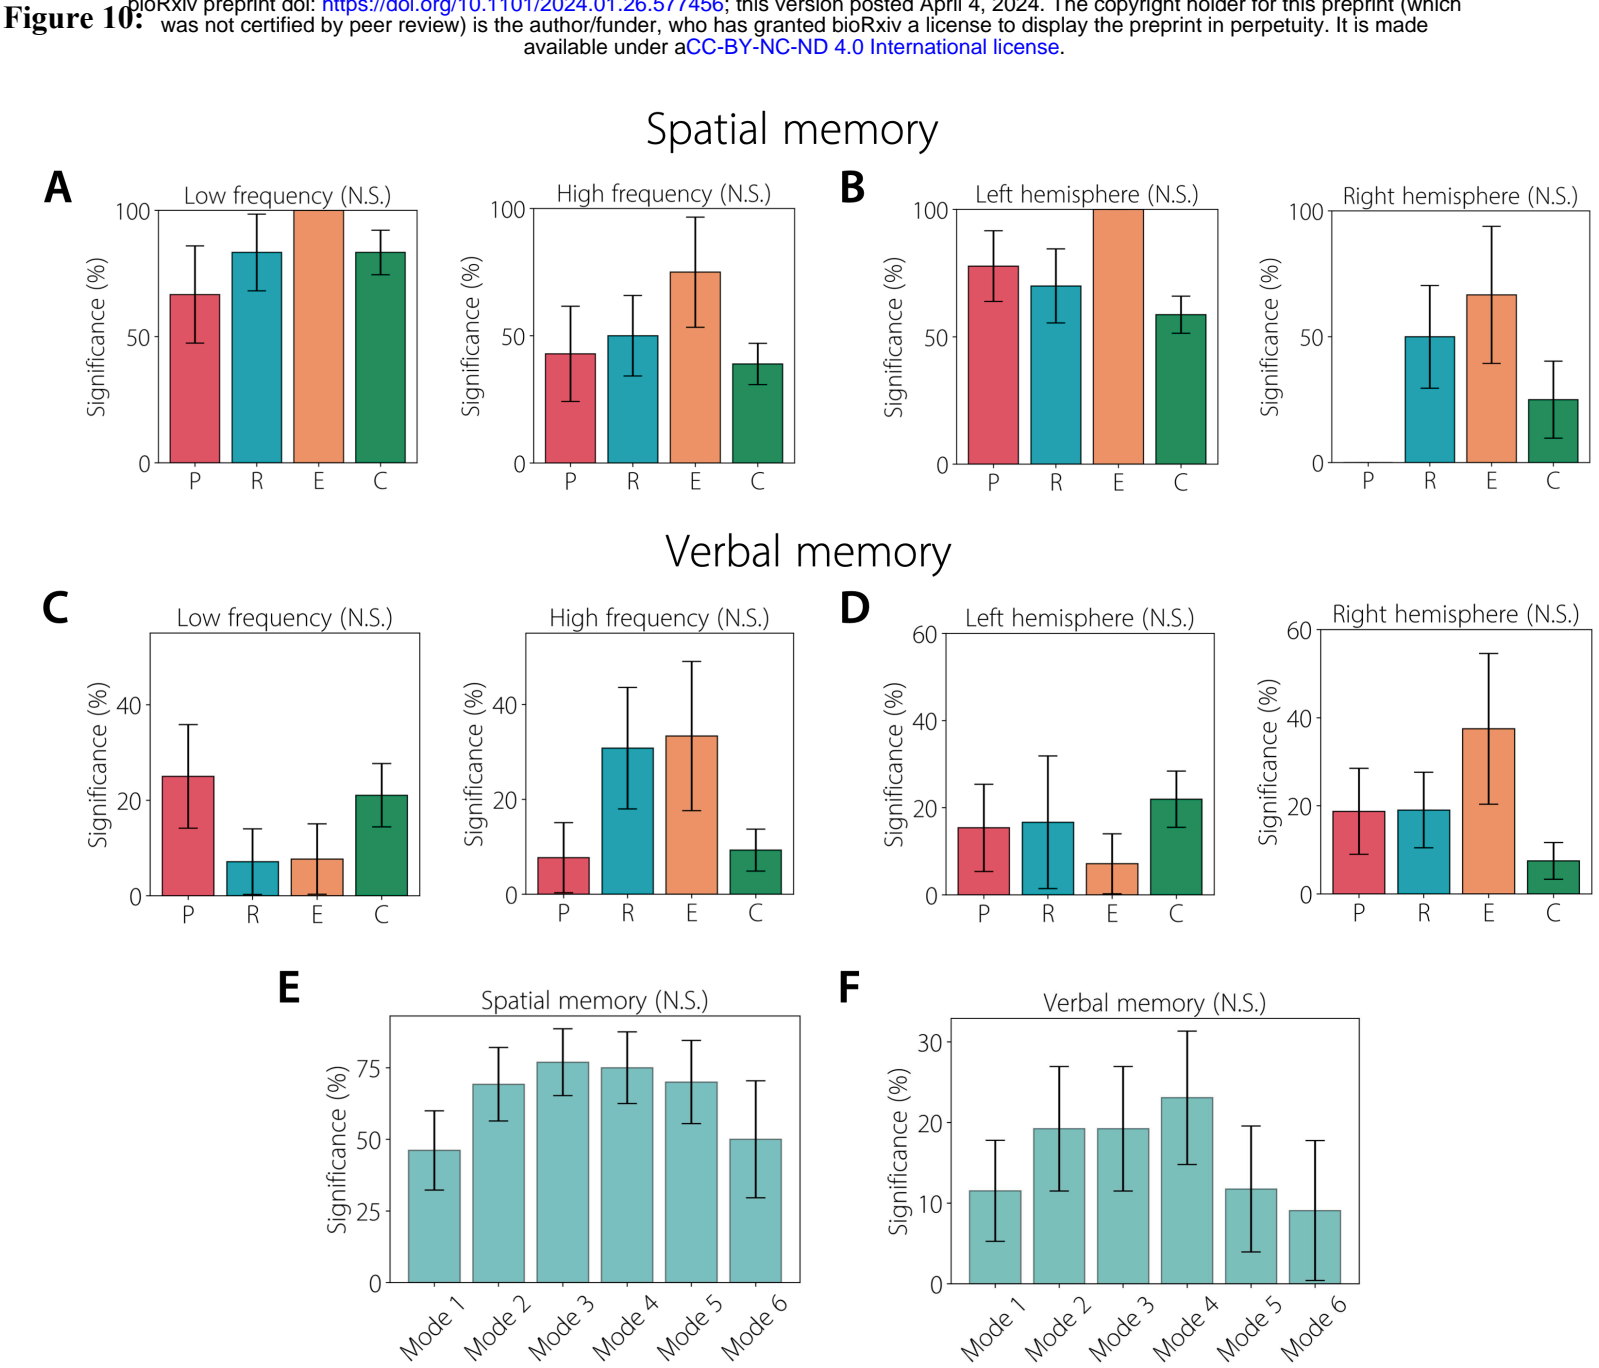 bioRxiv preprint doi: https://doi.org/10.1101/2024.01.26.577456; this version posted April 4, 2024. The copyright holder for this preprint (which
Figure 10: was not certified by peer review) is the author/funder, who has granted bioRxiv a license to display the preprint in perpetuity. It is made
available under aCC-BY-NC-ND 4.0 International license.
Spatial memory
A
Low frequency (N.S.)
Significance (%)
100
50
0
P R E C
High frequency (N.S.)
Significance (%)
100
50
0
P R E C
B
Left hemisphere (N.S.)
Significance (%)
100
50
0
P R E C
Right hemisphere (N.S.)
Significance (%)
100
50
0
P R E C
Verbal memory
C
Low frequency (N.S.)
Significance (%)
40
20
0
P R E C
High frequency (N.S.)
Significance (%)
40
20
0
P R E C
D
Left hemisphere (N.S.)
Significance (%)
60
40
20
0
P R E C
Right hemisphere (N.S.)
Significance (%)
60
40
20
0
P R E C
E
Spatial memory (N.S.)
Significance (%)
75
50
25
0
Mode 1 Mode 2 Mode 3 Mode 4 Mode 5 Mode 6
F
Verbal memory (N.S.)
Significance (%)
30
20
10
0
Mode 1 Mode 2 Mode 3 Mode 4 Mode 5 Mode 6